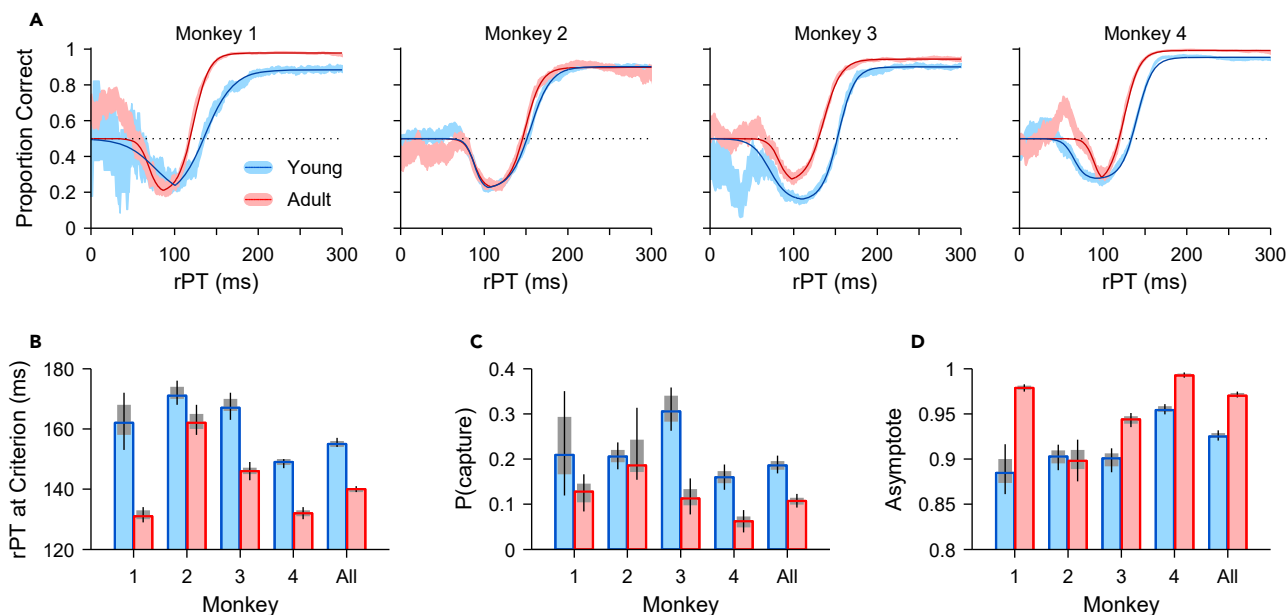 A
Monkey 1
Monkey 2
Monkey 3
Monkey 4
Proportion Correct
1
0.8
0.6
0.4
0.2
0
Young
Adult
0 100 200 300
0 100 200 300
0 100 200 300
0 100 200 300
rPT (ms)
rPT (ms)
rPT (ms)
rPT (ms)
B
rPT at Criterion (ms)
180
160
140
120
1 2 3 4 All
Monkey
C
P(capture)
0.4
0.3
0.2
0.1
0
1 2 3 4 All
Monkey
D
Asymptote
1
0.95
0.9
0.85
0.8
1 2 3 4 All
Monkey